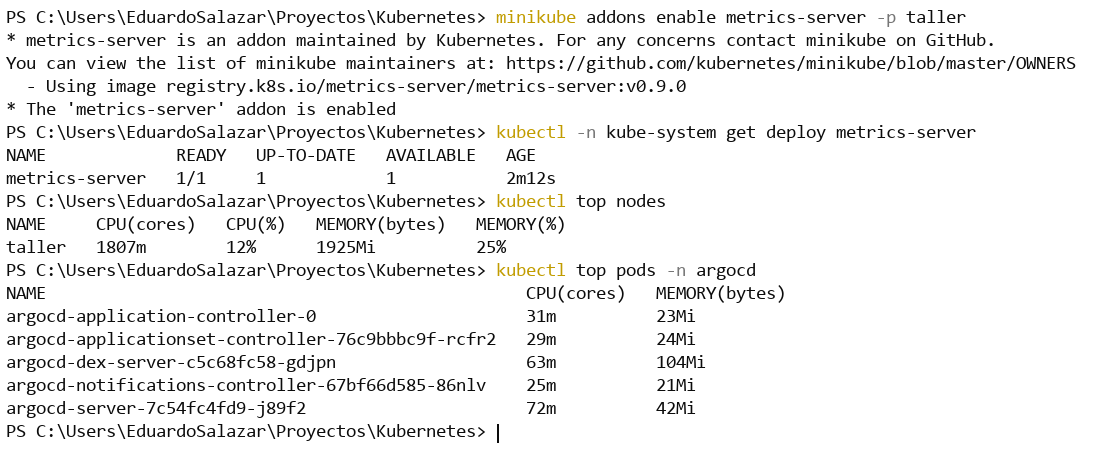 PS C:\Users\EduardoSalazar\Proyectos\Kubernetes> minikube addons enable metrics-server -p taller
* metrics-server is an addon maintained by Kubernetes. For any concerns contact minikube on GitHub.
You can view the list of minikube maintainers at: https://github.com/kubernetes/minikube/blob/master/OWNERS
  - Using image registry.k8s.io/metrics-server/metrics-server:v0.9.0
* The 'metrics-server' addon is enabled
PS C:\Users\EduardoSalazar\Proyectos\Kubernetes> kubectl -n kube-system get deploy metrics-server
NAME             READY   UP-TO-DATE   AVAILABLE   AGE
metrics-server   1/1     1            1           2m12s
PS C:\Users\EduardoSalazar\Proyectos\Kubernetes> kubectl top nodes
NAME     CPU(cores)   CPU(%)   MEMORY(bytes)   MEMORY(%)
taller   1807m        12%      1925Mi          25%
PS C:\Users\EduardoSalazar\Proyectos\Kubernetes> kubectl top pods -n argocd
NAME                                                CPU(cores)   MEMORY(bytes)
argocd-application-controller-0                     31m          23Mi
argocd-applicationset-controller-76c9bbbc9f-rcfr2   29m          24Mi
argocd-dex-server-c5c68fc58-gdjpn                   63m          104Mi
argocd-notifications-controller-67bf66d585-86nlv    25m          21Mi
argocd-server-7c54fc4fd9-j89f2                      72m          42Mi
PS C:\Users\EduardoSalazar\Proyectos\Kubernetes>